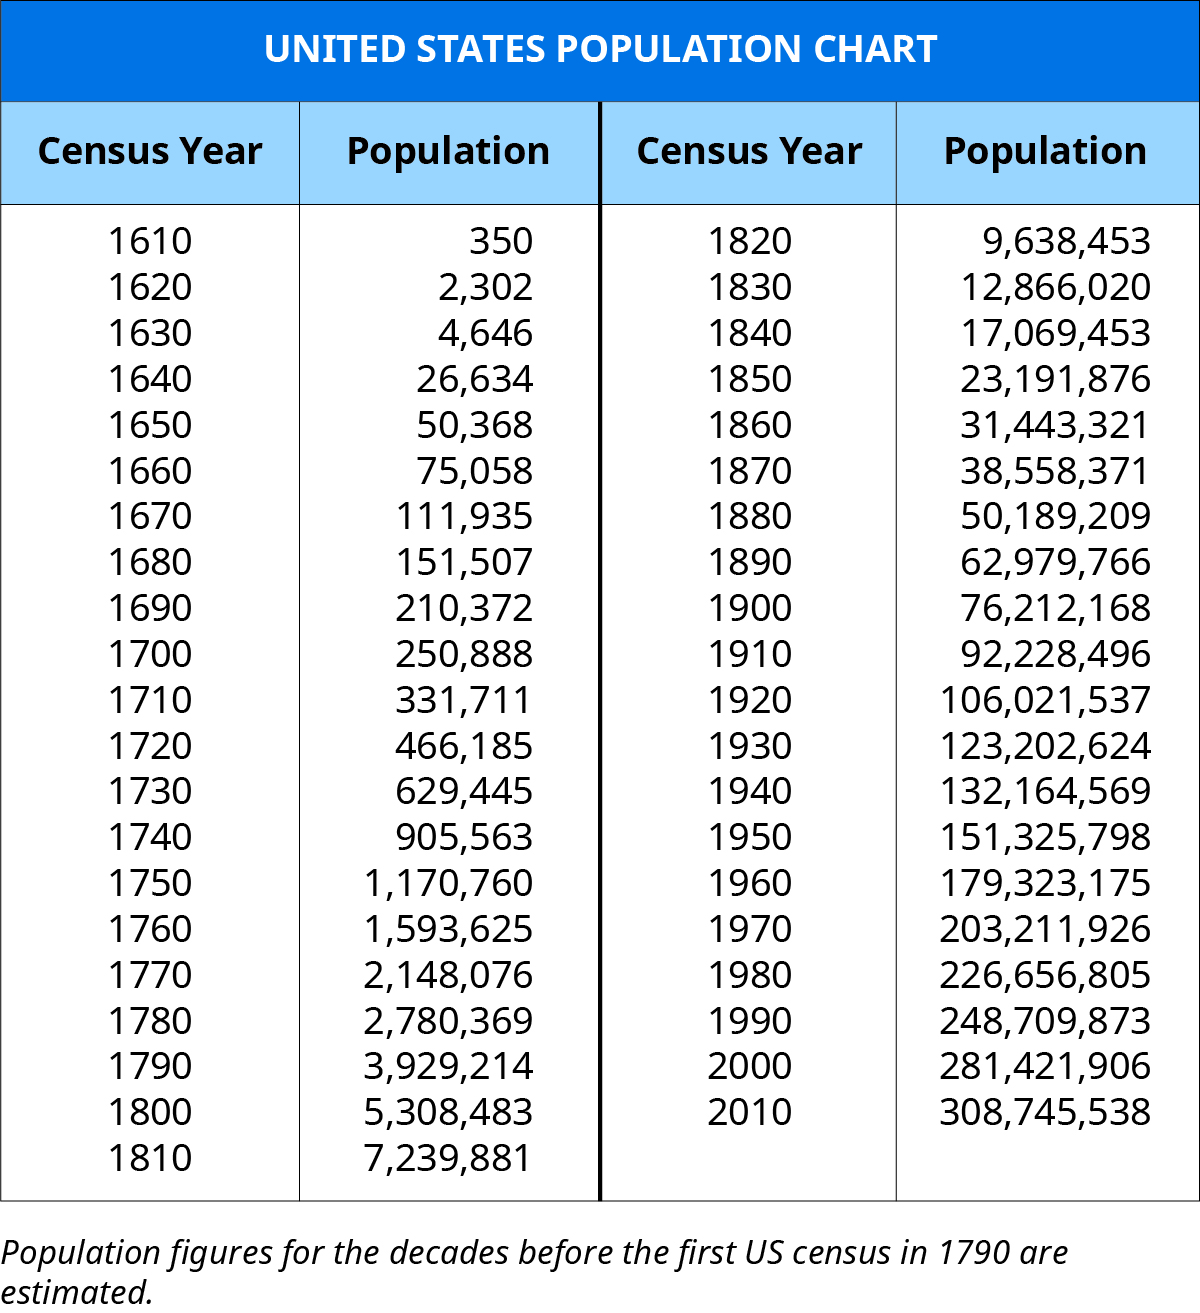 UNITED STATES POPULATION CHART
Census Year Population Census Year Population
1610 350 1820 9,638,453
1620 2,302 1830 12,866,020
1630 4,646 1840 17,069,453
1640 26,634 1850 23,191,876
1650 50,368 1860 31,443,321
1660 75,058 1870 38,558,371
1670 111,935 1880 50,189,209
1680 151,507 1890 62,979,766
1690 210,372 1900 76,212,168
1700 250,888 1910 92,228,496
1710 331,711 1920 106,021,537
1720 466,185 1930 123,202,624
1730 629,445 1940 132,164,569
1740 905,563 1950 151,325,798
1750 1,170,760 1960 179,323,175
1760 1,593,625 1970 203,211,926
1770 2,148,076 1980 226,656,805
1780 2,780,369 1990 248,709,873
1790 3,929,214 2000 281,421,906
1800 5,308,483 2010 308,745,538
1810 7,239,881
Population figures for the decades before the first US census in 1790 are
estimated.